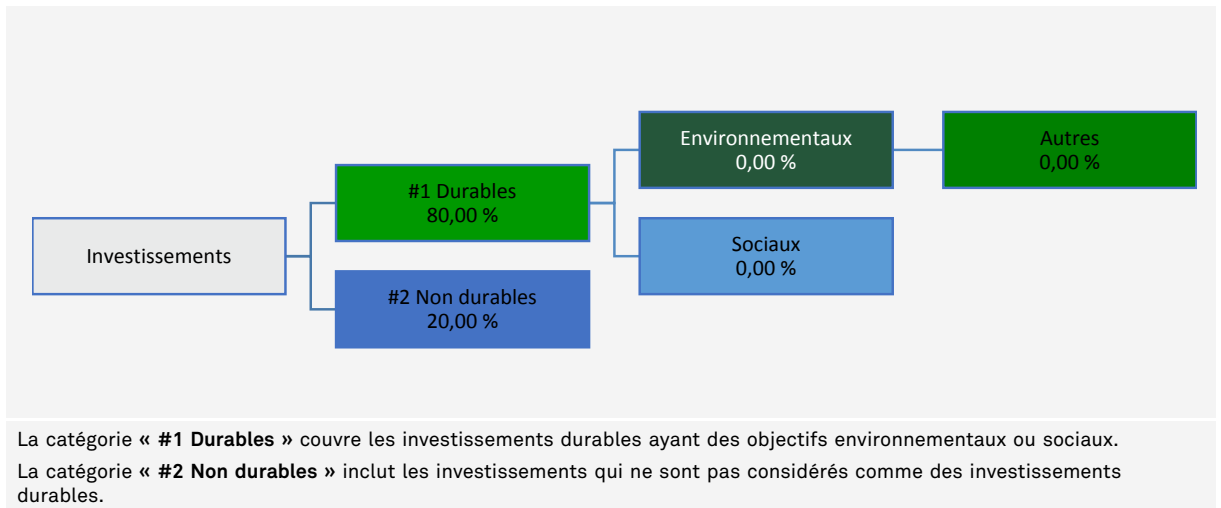 Environnementaux
0,00 %
Autres
0,00 %
#1 Durables
80,00 %
Sociaux
0,00 %
Investissements
#2 Non durables
20,00 %
La catégorie « #1 Durables » couvre les investissements durables ayant des objectifs environnementaux ou sociaux.
La catégorie « #2 Non durables » inclut les investissements qui ne sont pas considérés comme des investissements
durables.